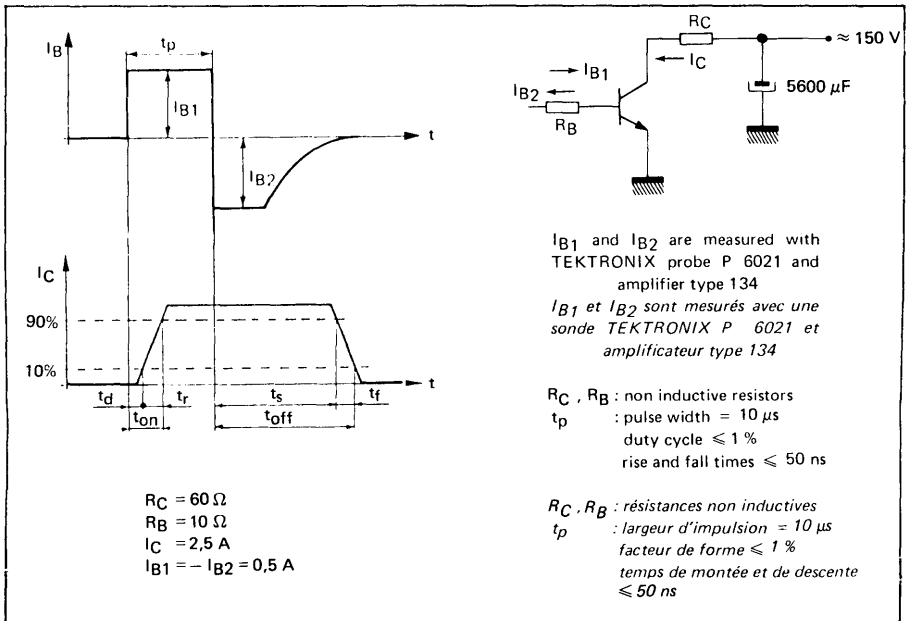 I_B
t_p
I_B1
t
I_B2
I_C
90%
10%
t
t_d
t_r
t_s
t_f
t_on
t_off
R_C = 60 Ω
R_B = 10 Ω
I_C = 2,5 A
I_B1 = − I_B2 = 0,5 A
R_C
≈ 150 V
I_C
I_B1
I_B2
5600 µF
R_B
I_B1 and I_B2 are measured with
TEKTRONIX probe P 6021 and
amplifier type 134
I_B1 et I_B2 sont mesurés avec une
sonde TEKTRONIX P 6021 et
amplificateur type 134
R_C , R_B : non inductive resistors
t_p : pulse width = 10 µs
duty cycle ⩽ 1 %
rise and fall times ⩽ 50 ns
R_C , R_B : résistances non inductives
t_p : largeur d'impulsion = 10 µs
facteur de forme ⩽ 1 %
temps de montée et de descente
⩽ 50 ns